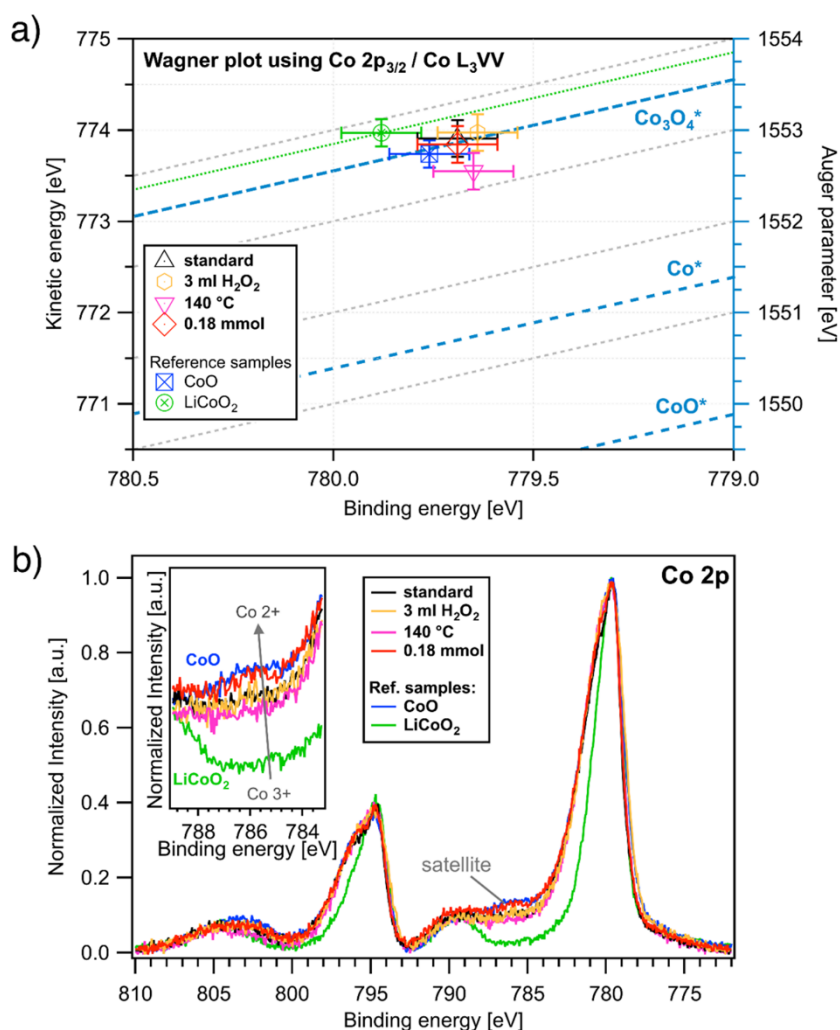 a)
Wagner plot using Co 2p3/2 / Co L3VV
775
774
773
772
771
Kinetic energy [eV]
1554
1553
1552
1551
1550
Auger parameter [eV]
Co3O4*
Co*
CoO*
standard
3 ml H2O2
140 °C
0.18 mmol
Reference samples
CoO
LiCoO2
780.5
780.0
779.5
779.0
Binding energy [eV]
b)
Co 2p
1.0
0.8
0.6
0.4
0.2
0.0
Normalized Intensity [a.u.]
Normalized Intensity [a.u.]
Co 2+
CoO
LiCoO2
Co 3+
788
786
784
Binding energy [eV]
standard
3 ml H2O2
140 °C
0.18 mmol
Ref. samples:
CoO
LiCoO2
satellite
810
805
800
795
790
785
780
775
Binding energy [eV]